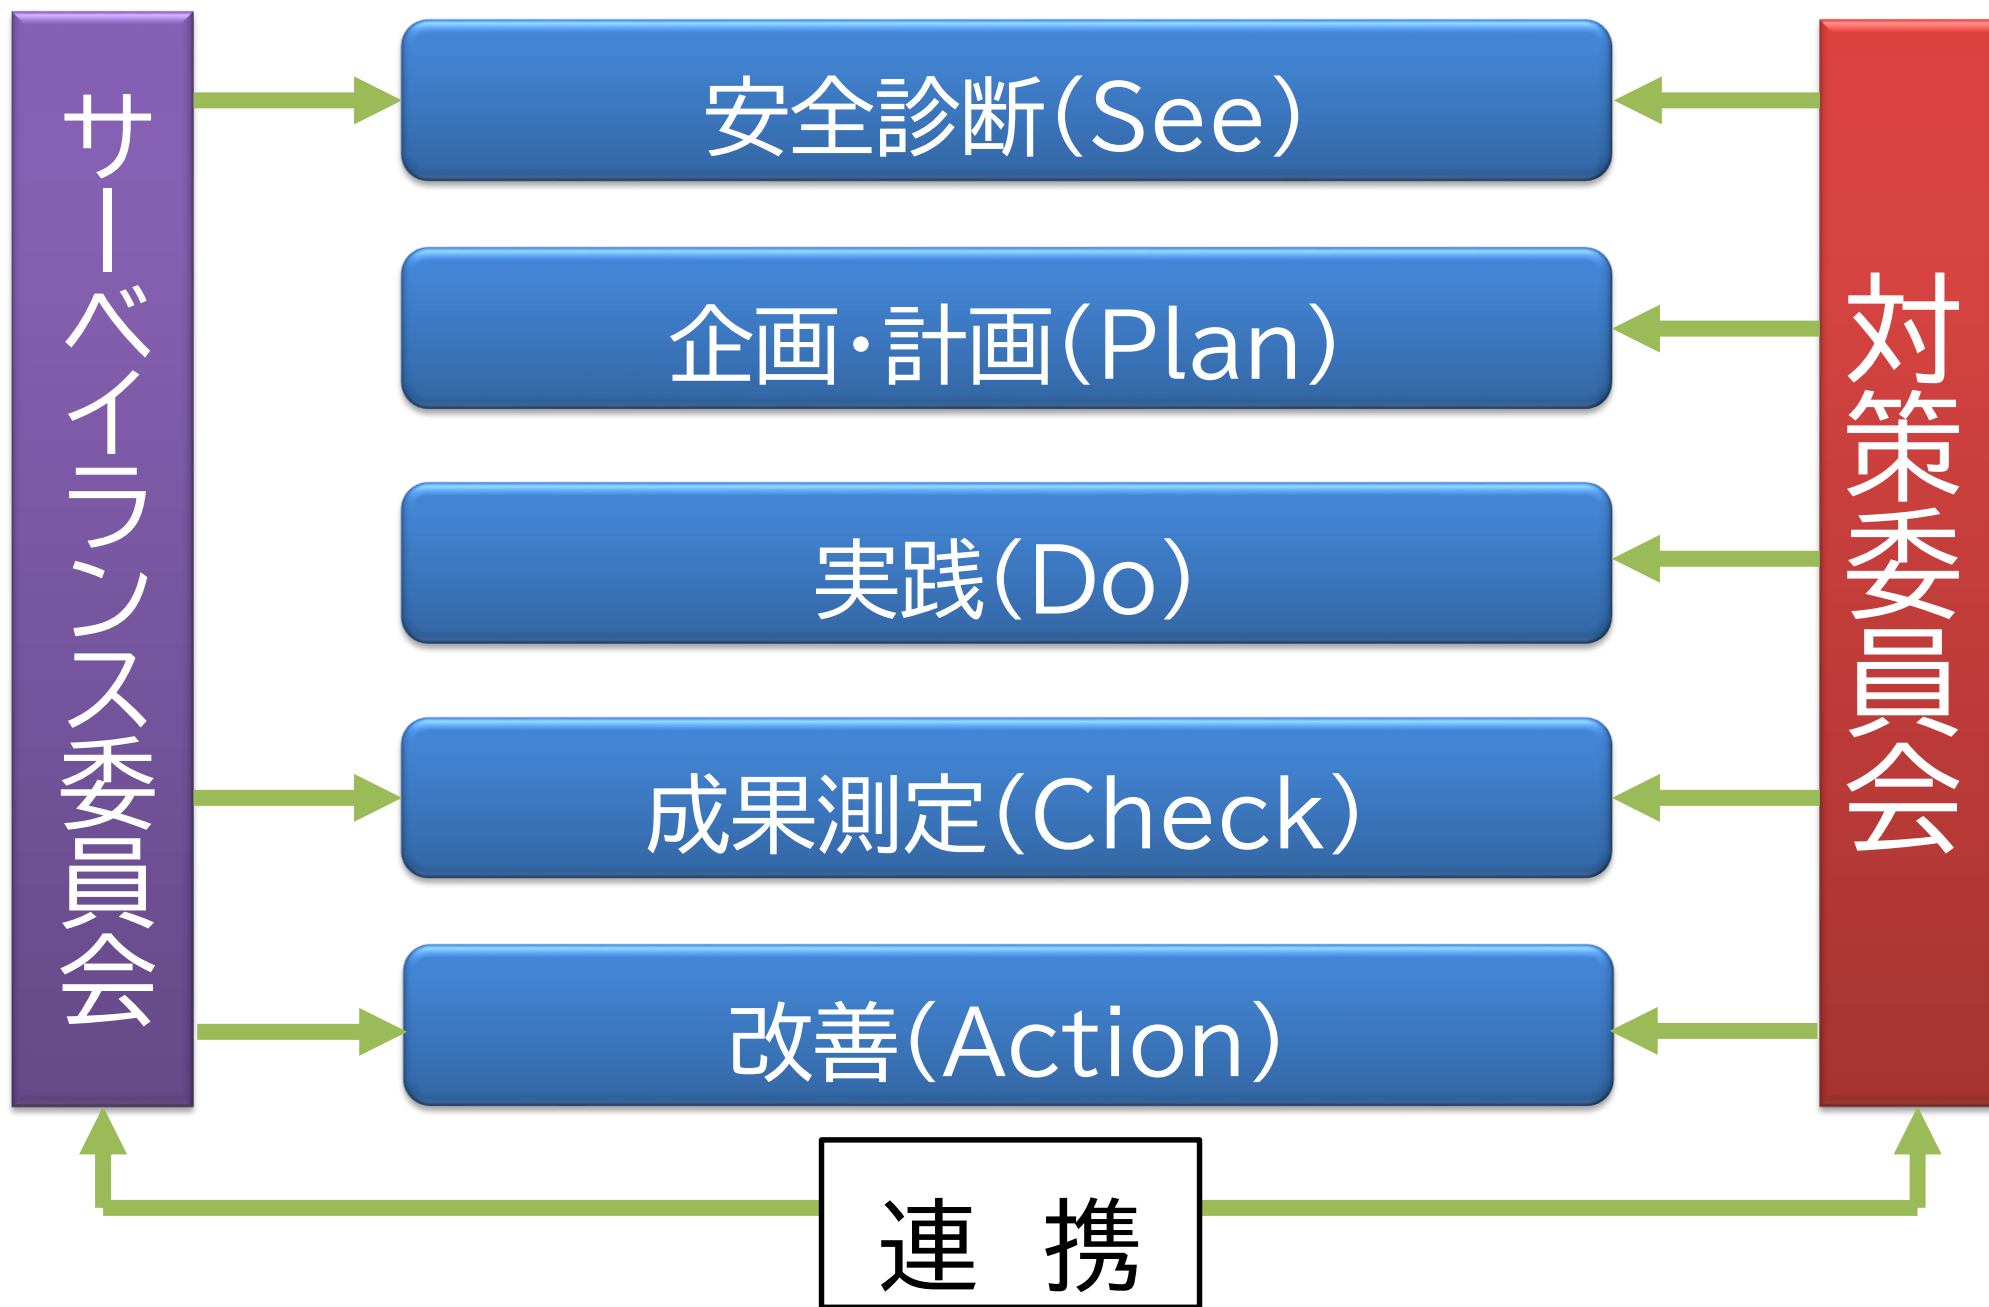 サーベイランス委員会
安全診断（See）
企画・計画（Plan）
実践（Do）
成果測定（Check）
改善（Action）
対策委員会
連　携